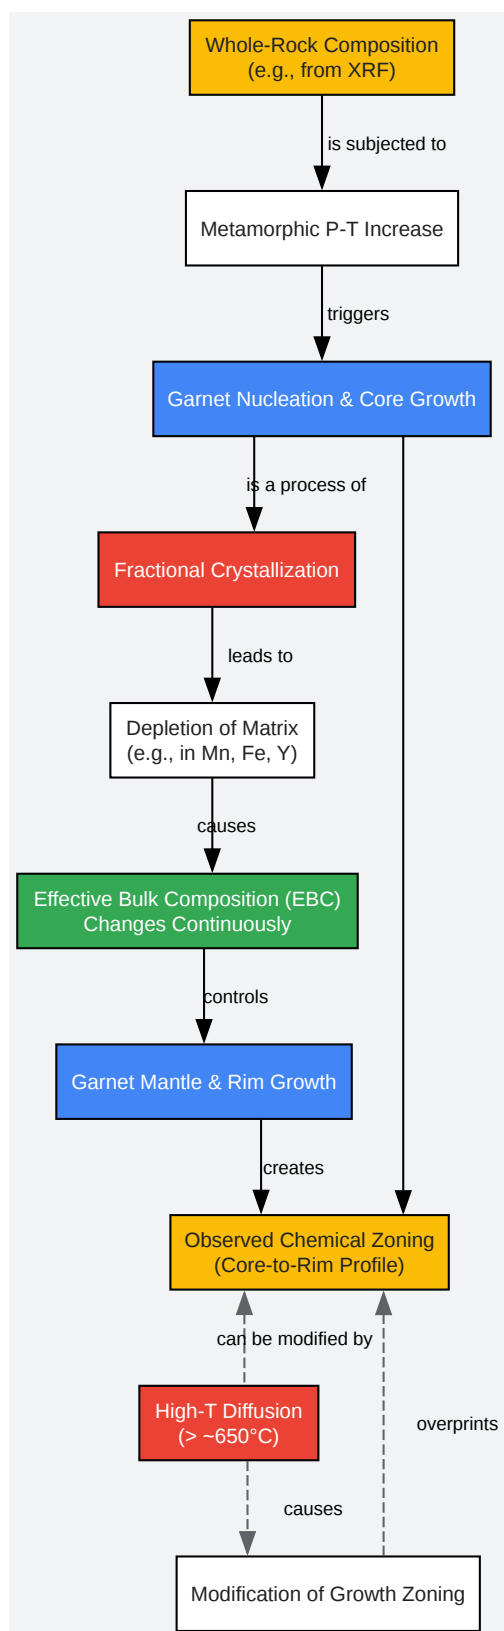 Whole-Rock Composition
(e.g., from XRF)
is subjected to
Metamorphic P-T Increase
triggers
Garnet Nucleation & Core Growth
is a process of
Fractional Crystallization
leads to
Depletion of Matrix
(e.g., in Mn, Fe, Y)
causes
Effective Bulk Composition (EBC)
Changes Continuously
controls
Garnet Mantle & Rim Growth
creates
Observed Chemical Zoning
(Core-to-Rim Profile)
can be modified by
High-T Diffusion
(> ~650°C)
overprints
causes
Modification of Growth Zoning